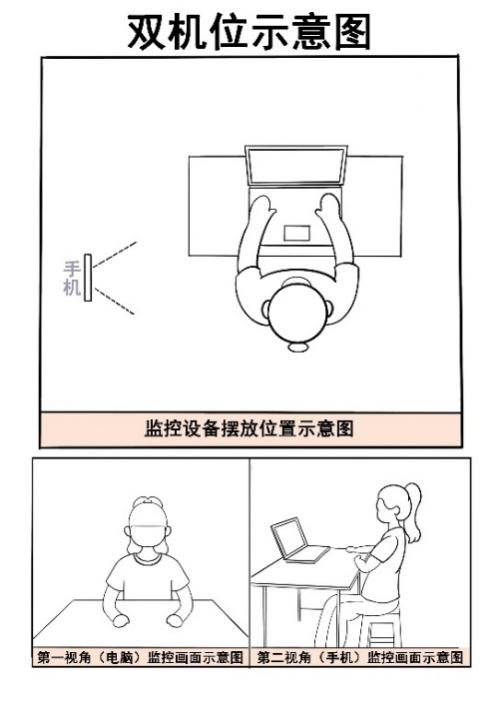 双机位示意图
手
机
监控设备摆放位置示意图
第一视角（电脑）监控画面示意图
第二视角（手机）监控画面示意图